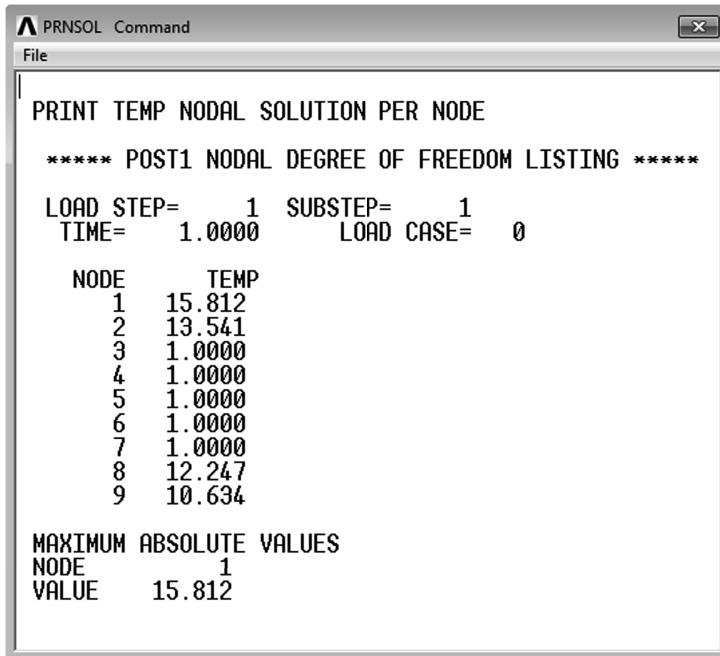 PRNSOL Command
File
PRINT TEMP NODAL SOLUTION PER NODE
***** POST1 NODAL DEGREE OF FREEDOM LISTING *****
LOAD STEP= 1 SUBSTEP= 1
TIME= 1.0000 LOAD CASE= 0
NODE TEMP
1 15.812
2 13.541
3 1.0000
4 1.0000
5 1.0000
6 1.0000
7 1.0000
8 12.247
9 10.634
MAXIMUM ABSOLUTE VALUES
NODE 1
VALUE 15.812